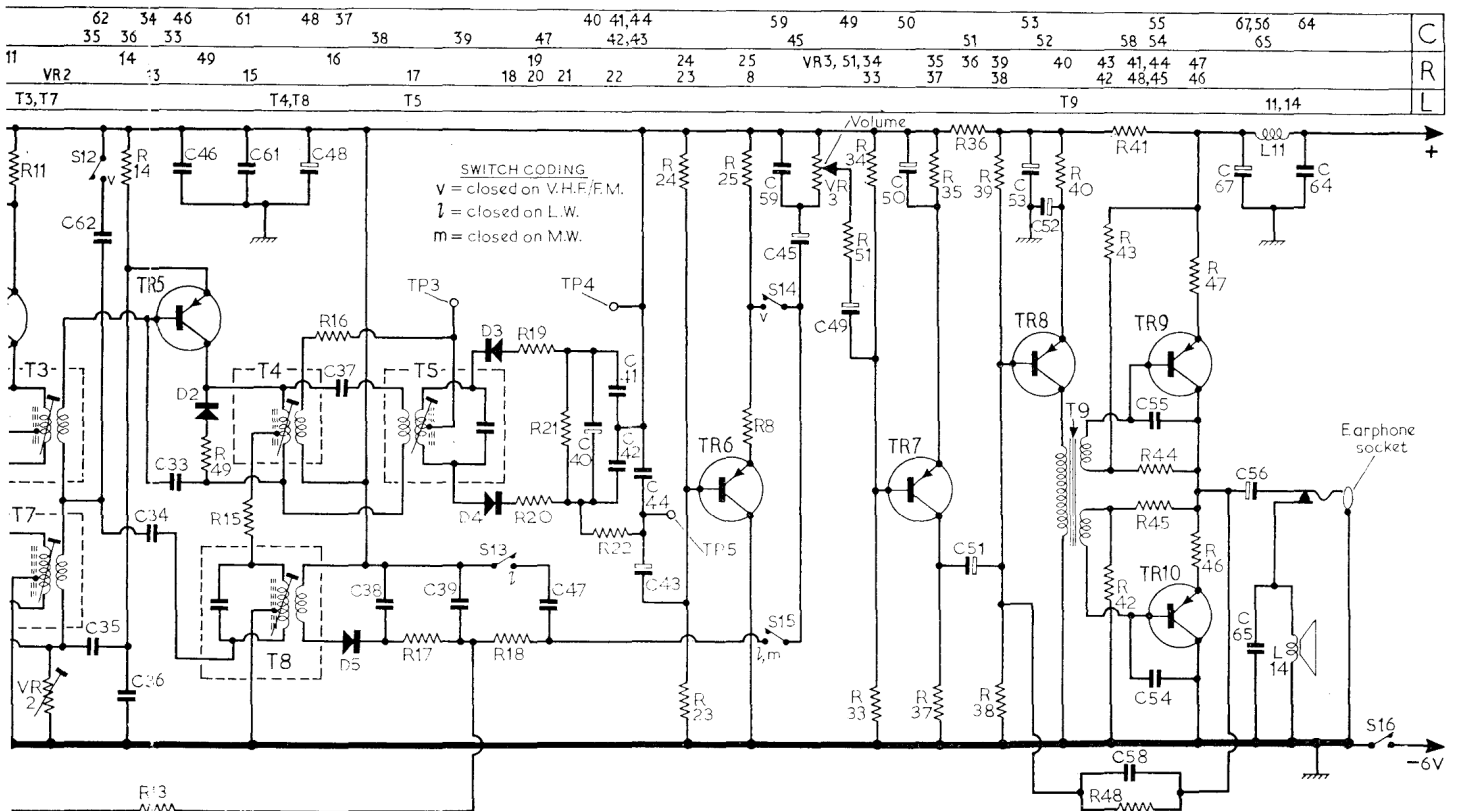 62 34 46 61 48 37 40 41,44 59 49 50 53 55 67,56 64 C
35 36 33 38 39 47 42,43 45 51 52 58 54 65
11 14 49 16 19 24 25 VR3, 51, 34 35 36 39 40 43 41,44 47 R
VR2 13 15 17 18 20 21 22 23 8 33 37 38 42 48,45 46
T3,T7 T4,T8 T5 T9 11,14 L
Volume
+
R11 S12 v R14 C46 C61 C48
SWITCH CODING
v = closed on V.H.F./F.M.
l = closed on L.W.
m = closed on M.W.
R24 R25 C59 VR3 R34 C50 R35 R36 R39 C53 R40 R41 C67 L11 C64
C62 C45 R51 C52 R43
TR5 TP3 TP4 S14 v C49 R47
R16 D3 R19 TR8 TR9
T3 D2 T4 C37 T5 C41
R49 R21 C40 C42 R8 T9 C55
Earphone
socket
C33 TR6 TR7 R44 C56
T7 C34 R15 D4 R20 C44 R45
R22 TP5 R46
S13 l C43 C51 TR10
C38 C39 C47 R42
C35 S15 l,m C65 L14
T8 D5 R17 R18
VR2 C36 R23 R33 R37 R38 C54
S16
-6V
C58
R13 R48